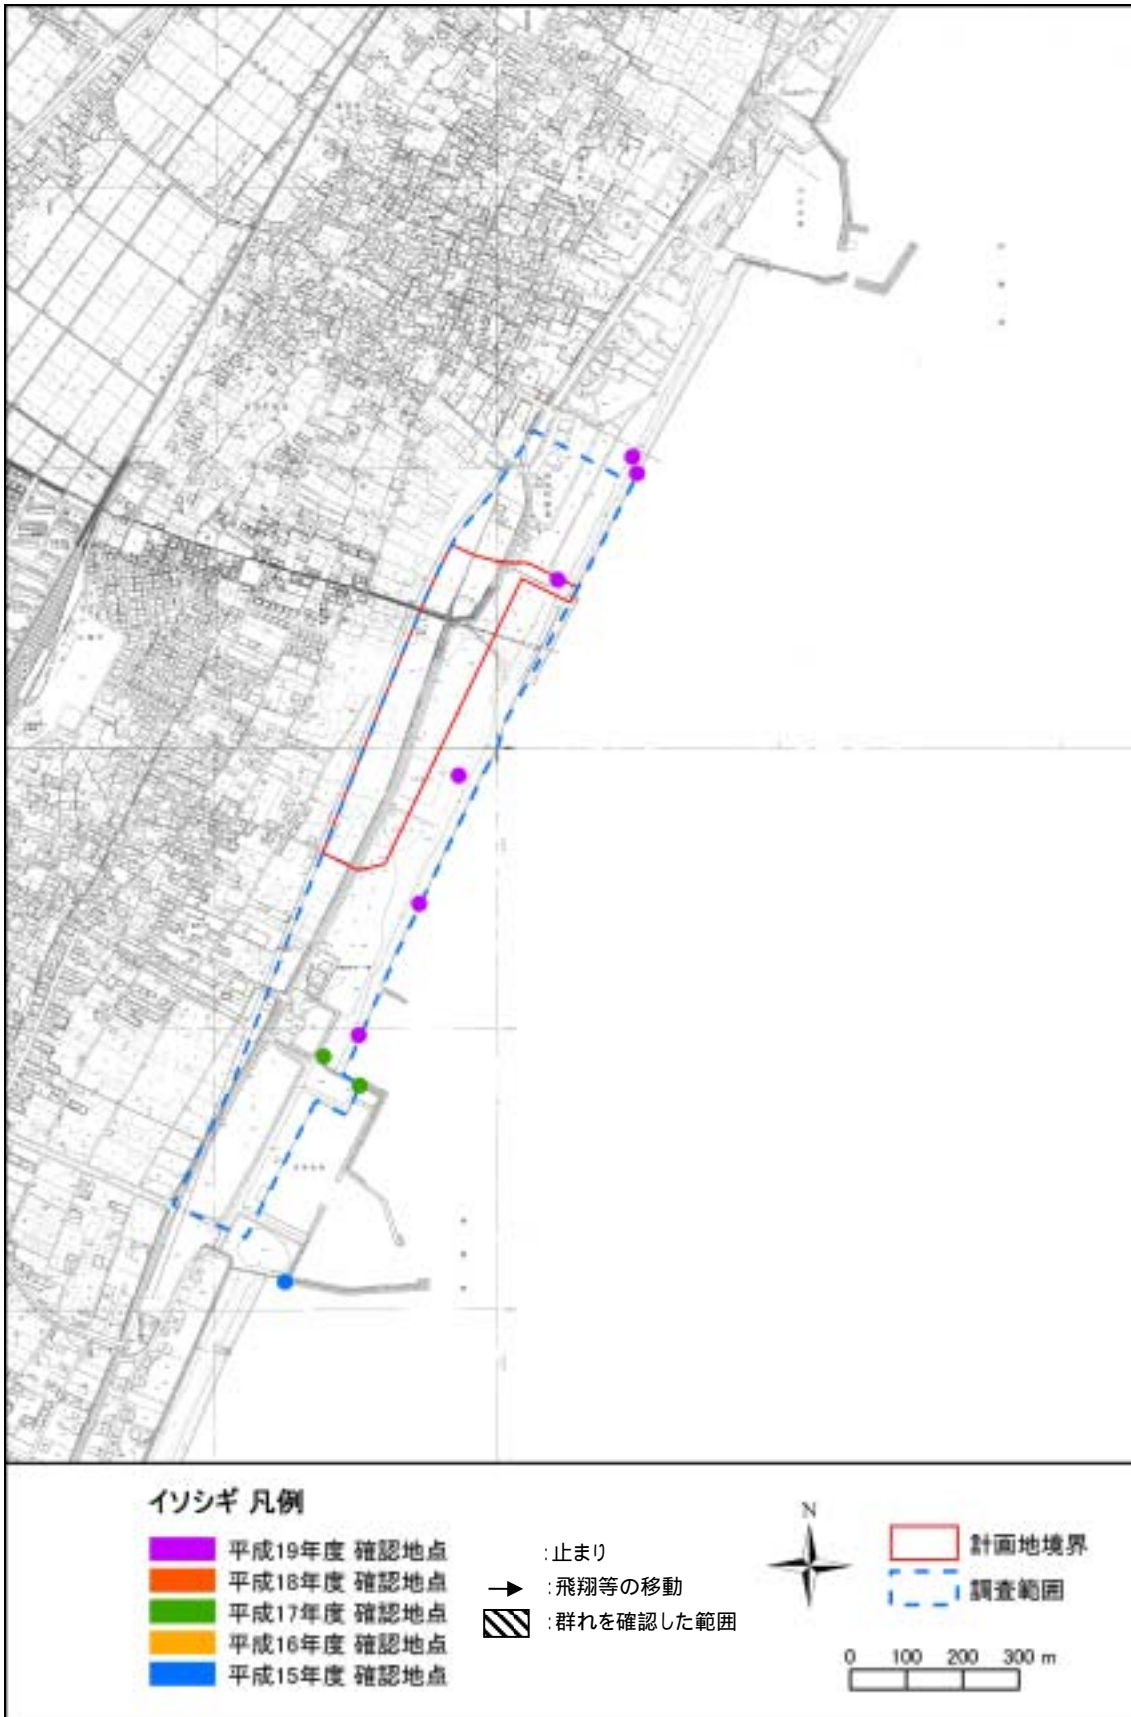 イソシギ 凡例
平成19年度 確認地点
平成18年度 確認地点
平成17年度 確認地点
平成16年度 確認地点
平成15年度 確認地点
:止まり
:飛翔等の移動
:群れを確認した範囲
N
計画地境界
調査範囲
0 100 200 300 m